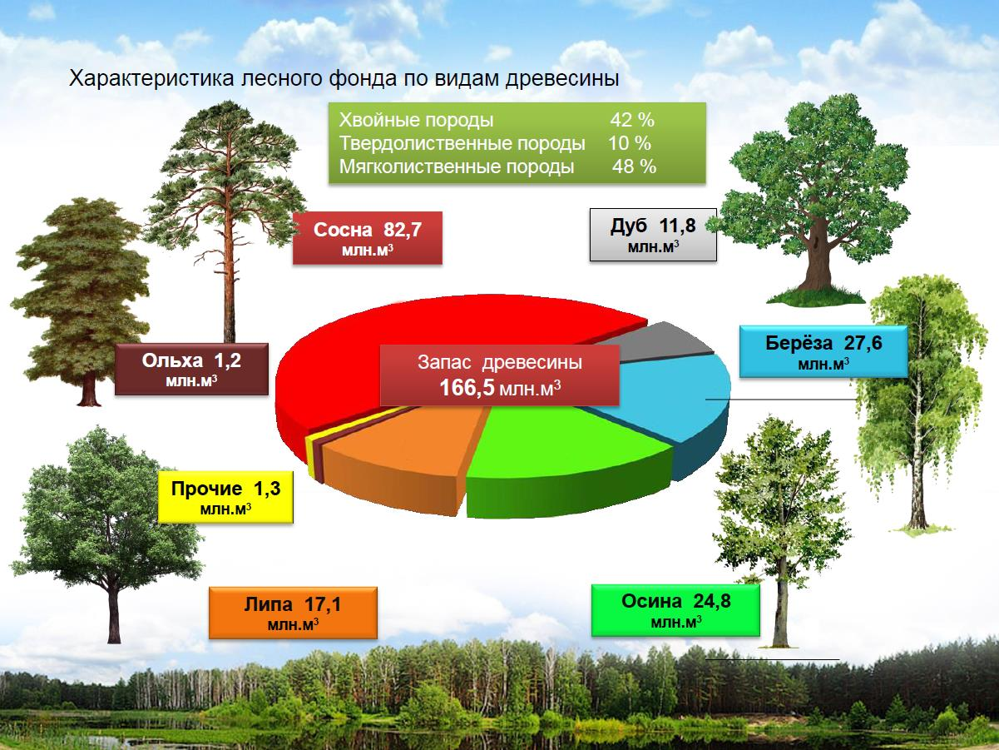 Характеристика лесного фонда по видам древесины
Хвойные породы 42 %
Твердолиственные породы 10 %
Мягколиственные породы 48 %
Сосна 82,7
млн.м³
Дуб 11,8
млн.м³
Берёза 27,6
млн.м³
Ольха 1,2
млн.м³
Запас древесины
166,5 млн.м³
Прочие 1,3
млн.м³
Липа 17,1
млн.м³
Осина 24,8
млн.м³